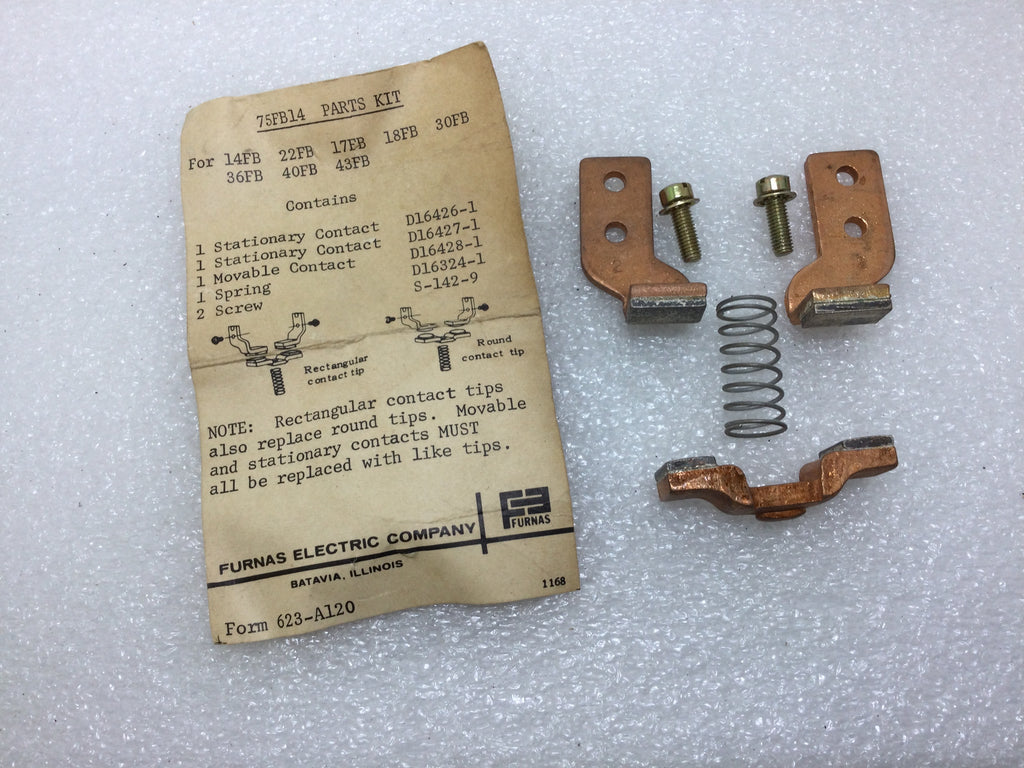 75FB14 PARTS KIT
For 14FB 22FB 17FB 18FB 30FB
36FB 40FB 43FB
Contains
1 Stationary Contact D16426-1
1 Stationary Contact D16427-1
1 Movable Contact D16428-1
1 Spring D16324-1
2 Screw S-142-9
Rectangular
contact tip
Round
contact tip
NOTE: Rectangular contact tips
also replace round tips. Movable
and stationary contacts MUST
all be replaced with like tips.
FURNAS ELECTRIC COMPANY
FURNAS
BATAVIA, ILLINOIS
Form 623-A120
1168